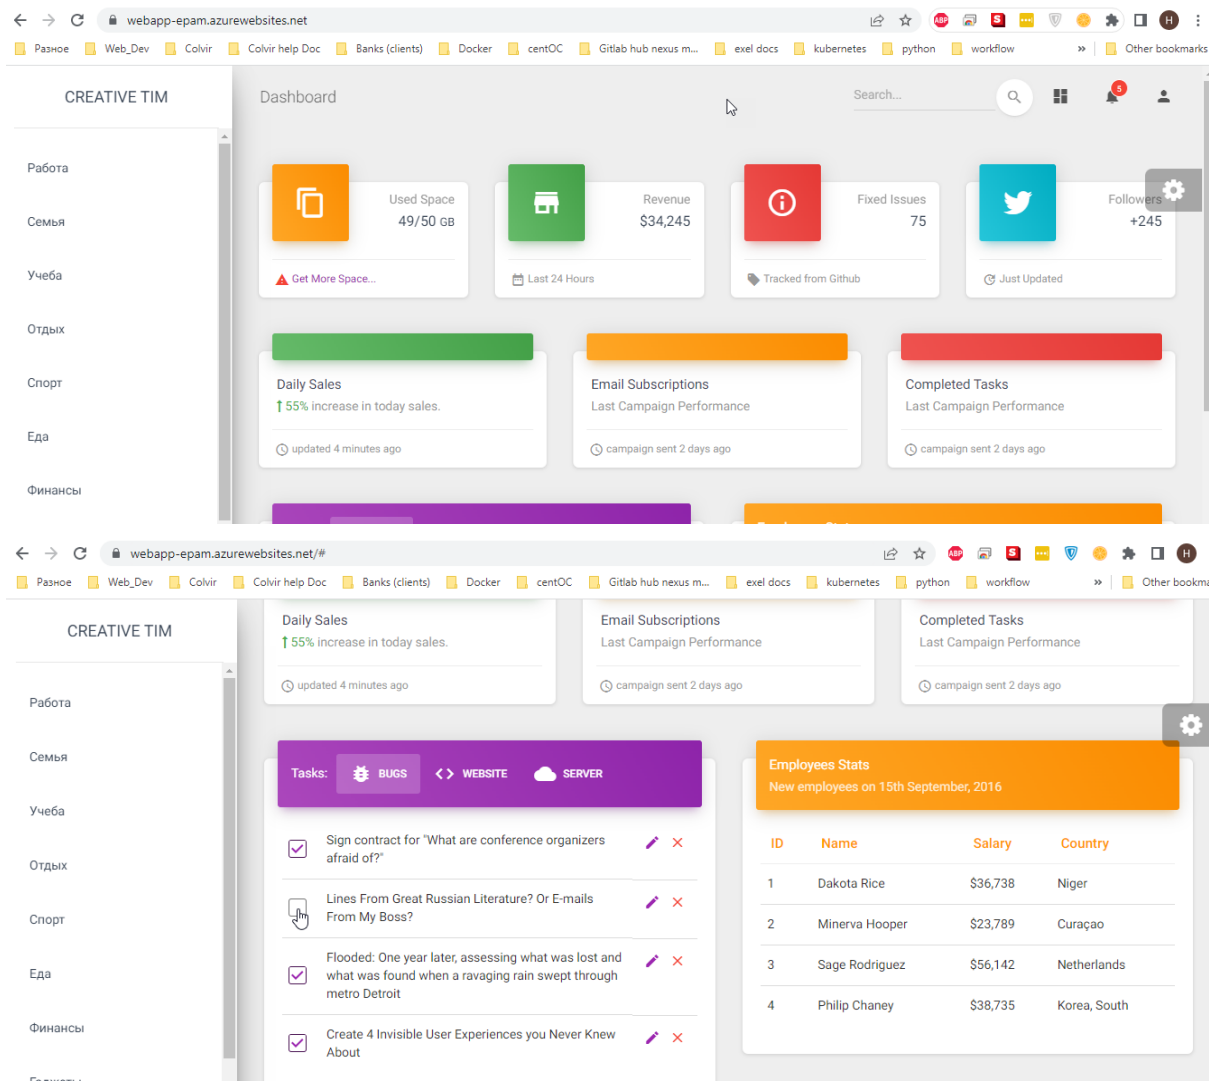 webapp-epam.azurewebsites.net
ABP
S
H
Разное
Web_Dev
Colvir
Colvir help Doc
Banks (clients)
Docker
centOC
Gitlab hub nexus m...
exel docs
kubernetes
python
workflow
»
Other bookmarks
CREATIVE TIM
Dashboard
Search...
5
Работа
Семья
Учеба
Отдых
Спорт
Еда
Финансы
Used Space
49/50 GB
Get More Space...
Revenue
$34,245
Last 24 Hours
Fixed Issues
75
Tracked from Github
Followers
+245
Just Updated
Daily Sales
55% increase in today sales.
updated 4 minutes ago
Email Subscriptions
Last Campaign Performance
campaign sent 2 days ago
Completed Tasks
Last Campaign Performance
campaign sent 2 days ago
webapp-epam.azurewebsites.net/#
ABP
S
H
Разное
Web_Dev
Colvir
Colvir help Doc
Banks (clients)
Docker
centOC
Gitlab hub nexus m...
exel docs
kubernetes
python
workflow
»
Other bookma
CREATIVE TIM
Работа
Семья
Учеба
Отдых
Спорт
Еда
Финансы
Daily Sales
55% increase in today sales.
updated 4 minutes ago
Email Subscriptions
Last Campaign Performance
campaign sent 2 days ago
Completed Tasks
Last Campaign Performance
campaign sent 2 days ago
Tasks:
BUGS
WEBSITE
SERVER
Sign contract for "What are conference organizers
afraid of?"
Lines From Great Russian Literature? Or E-mails
From My Boss?
Flooded: One year later, assessing what was lost and
what was found when a ravaging rain swept through
metro Detroit
Create 4 Invisible User Experiences you Never Knew
About
Employees Stats
New employees on 15th September, 2016
ID Name Salary Country
1 Dakota Rice $36,738 Niger
2 Minerva Hooper $23,789 Curaçao
3 Sage Rodriguez $56,142 Netherlands
4 Philip Chaney $38,735 Korea, South